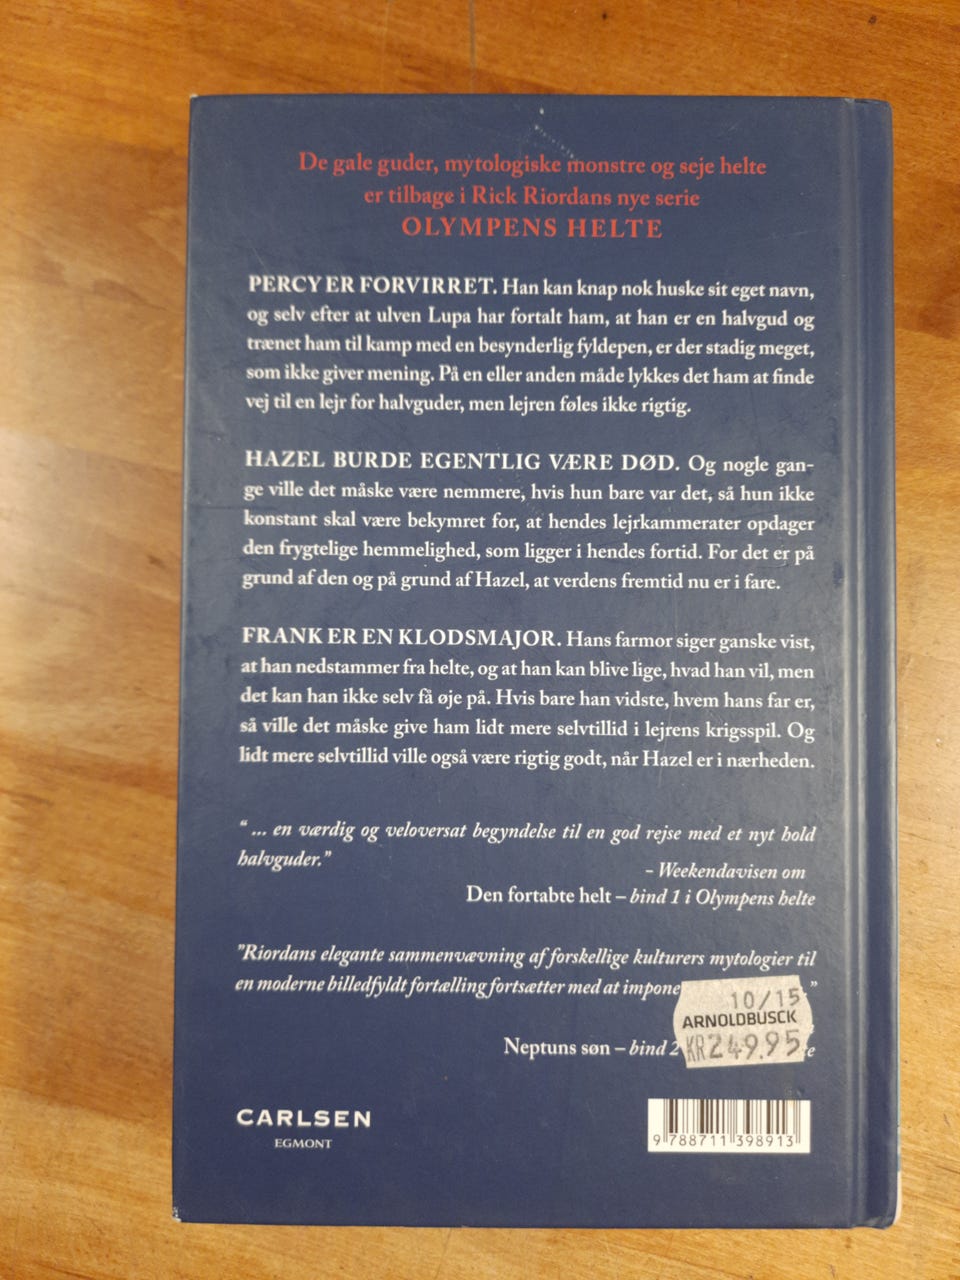 De gale guder, mytologiske monstre og seje helte
er tilbage i Rick Riordans nye serie
OLYMPENS HELTE
PERCY ER FORVIRRET. Han kan knap nok huske sit eget navn,
og selv efter at ulven Lupa har fortalt ham, at han er en halvgud og
trænet ham til kamp med en besynderlig fyldepen, er der stadig meget,
som ikke giver mening. På en eller anden måde lykkes det ham at finde
vej til en lejr for halvguder, men lejren føles ikke rigtig.
HAZEL BURDE EGENTLIG VÆRE DØD. Og nogle gan-
ge ville det måske være nemmere, hvis hun bare var det, så hun ikke
konstant skal være bekymret for, at hendes lejrkammerater opdager
den frygtelige hemmelighed, som ligger i hendes fortid. For det er på
grund af den og på grund af Hazel, at verdens fremtid nu er i fare.
FRANK ER EN KLODSMAJOR. Hans farmor siger ganske vist,
at han nedstammer fra helte, og at han kan blive lige, hvad han vil, men
det kan han ikke selv få øje på. Hvis bare han vidste, hvem hans far er,
så ville det måske give ham lidt mere selvtillid i lejrens krigsspil. Og
lidt mere selvtillid ville også være rigtig godt, når Hazel er i nærheden.
“ ... en værdig og veloversat begyndelse til en god rejse med et nyt hold
halvguder.”
- Weekendavisen om
Den fortabte helt – bind 1 i Olympens helte
”Riordans elegante sammenvævning af forskellige kulturers mytologier til
en moderne billedfyldt fortælling fortsætter med at impone ”
10/15
ARNOLDBUSCK
KR249.95
Neptuns søn – bind 2
CARLSEN
EGMONT
9 788711 398913